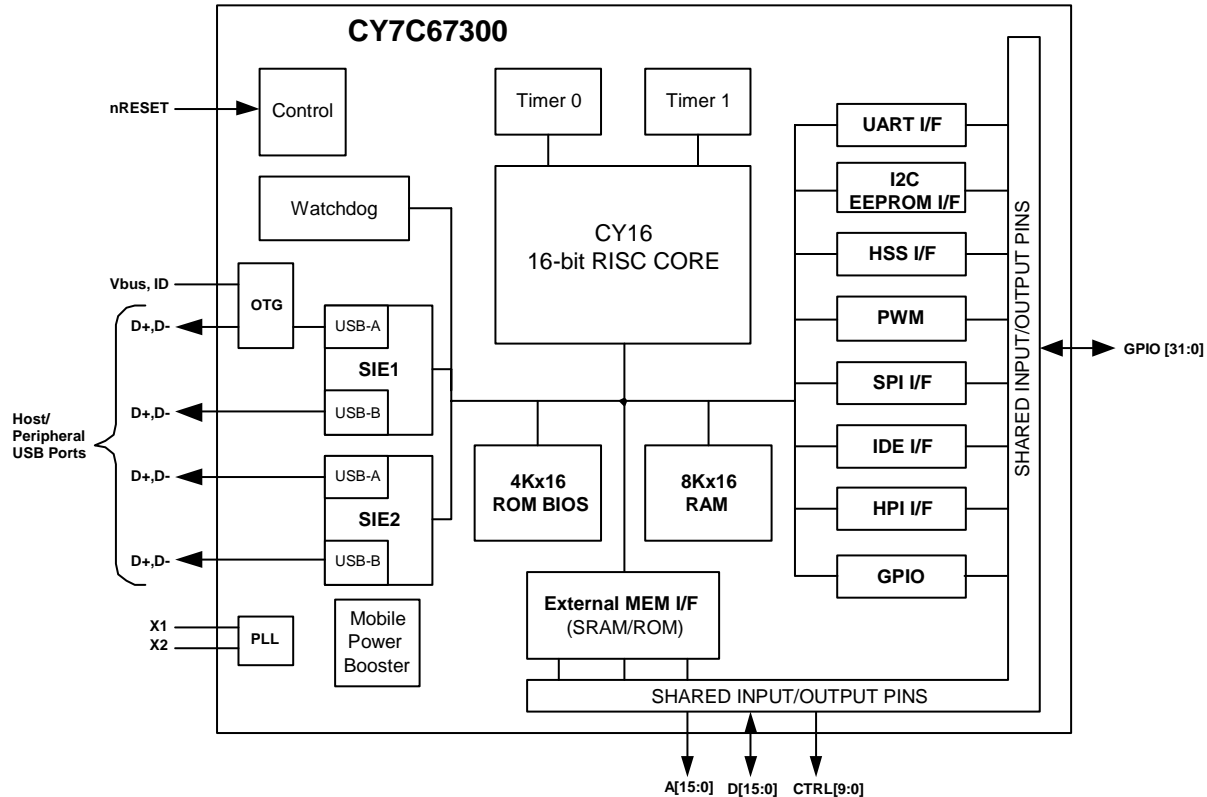 CY7C67300
nRESET
Control
Timer 0
Timer 1
UART I/F
I2C
EEPROM I/F
HSS I/F
PWM
SPI I/F
IDE I/F
HPI I/F
GPIO
SHARED INPUT/OUTPUT PINS
GPIO [31:0]
Watchdog
CY16
16-bit RISC CORE
Vbus, ID
OTG
D+,D-
USB-A
SIE1
D+,D-
USB-B
Host/
Peripheral
USB Ports
D+,D-
USB-A
SIE2
D+,D-
USB-B
4Kx16
ROM BIOS
8Kx16
RAM
External MEM I/F
(SRAM/ROM)
X1
X2
PLL
Mobile
Power
Booster
SHARED INPUT/OUTPUT PINS
A[15:0]
D[15:0]
CTRL[9:0]